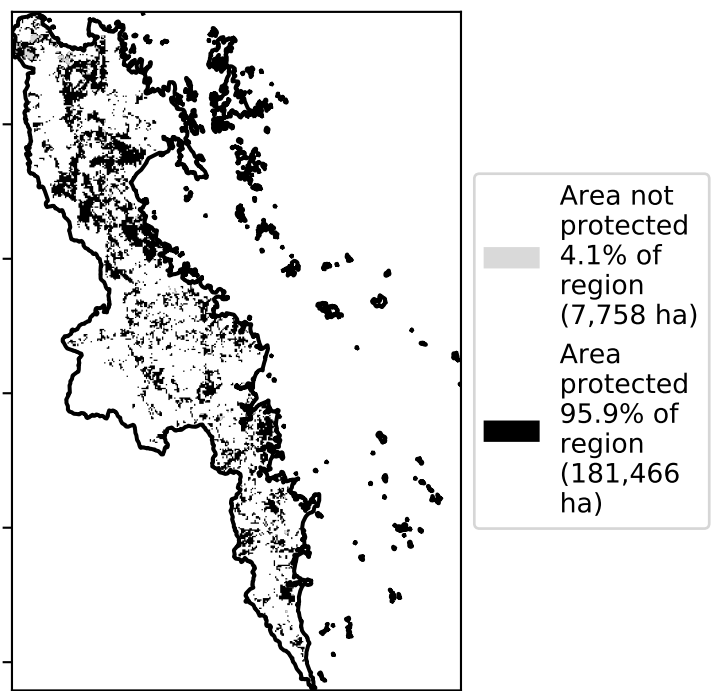 Area not
protected
4.1% of
region
(7,758 ha)
Area
protected
95.9% of
region
(181,466
ha)